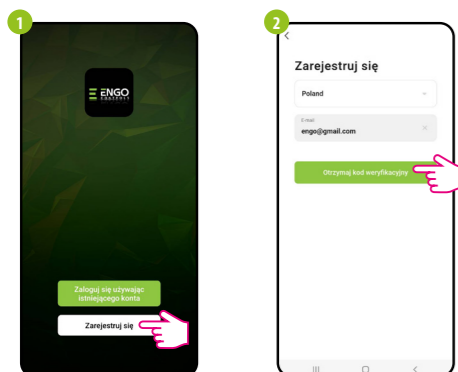 1
ENGO
CONTROLS
Zaloguj się używając
istniejącego konta
Zarejestruj się
2
Zarejestruj się
Poland
E-mail
engo@gmail.com
Otrzymaj kod weryfikacyjny